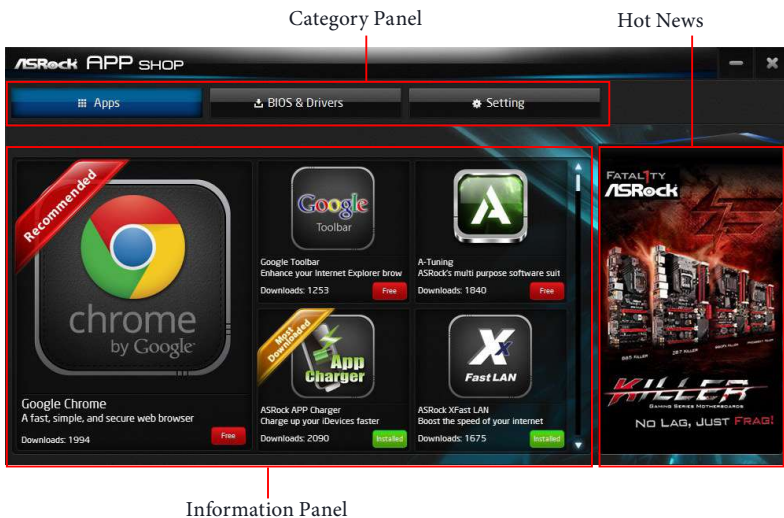 Category Panel
Hot News
ASRock APP SHOP
Apps
BIOS & Drivers
Setting
Recommended
chrome
by Google
Google Chrome
A fast, simple, and secure web browser
Downloads: 1994
Free
Google
Toolbar
Google Toolbar
Enhance your Internet Explorer brow
Downloads: 1253
Free
A
A-Tuning
ASRock's multi purpose software suit
Downloads: 1840
Free
Most
Downloaded
App
Charger
ASRock APP Charger
Charge up your iDevices faster
Downloads: 2090
Installed
X
Fast LAN
ASRock XFast LAN
Boost the speed of your internet
Downloads: 1675
Installed
FATAL1TY
ASRock
Z87 KILLER
KILLER
GAMING SERIES MOTHERBOARDS
NO LAG, JUST FRAG!
Information Panel